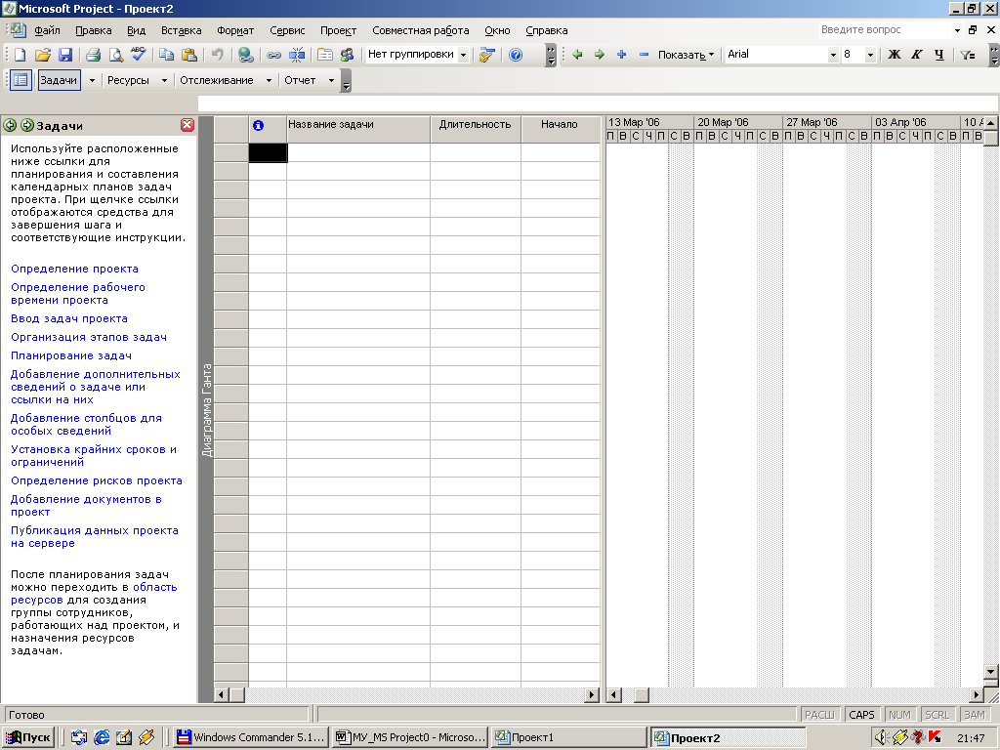 Microsoft Project - Проект2
Файл Правка Вид Вставка Формат Сервис Проект Совместная работа Окно Справка Введите вопрос
ABC Нет группировки Показать Arial 8 Ж К Ч
Задачи Ресурсы Отслеживание Отчет
Задачи
Используйте расположенные
ниже ссылки для
планирования и составления
календарных планов задач
проекта. При щелчке ссылки
отображаются средства для
завершения шага и
соответствующие инструкции.
Определение проекта
Определение рабочего
времени проекта
Ввод задач проекта
Организация этапов задач
Планирование задач
Добавление дополнительных
сведений о задаче или
ссылки на них
Добавление столбцов для
особых сведений
Установка крайних сроков и
ограничений
Определение рисков проекта
Добавление документов в
проект
Публикация данных проекта
на сервере
После планирования задач
можно переходить в область
ресурсов для создания
группы сотрудников,
работающих над проектом, и
назначения ресурсов
задачам.
Диаграмма Ганта
Название задачи Длительность Начало
13 Мар '06 20 Мар '06 27 Мар '06 03 Апр '06 10 А
П В С Ч П С В П В С Ч П С В П В С Ч П С В П В С Ч П С В П В
Готово РАСШ CAPS NUM SCRL ЗАМ
Пуск Windows Commander 5.1... МУ_MS Project0 - Microso... Проект1 Проект2 21:47